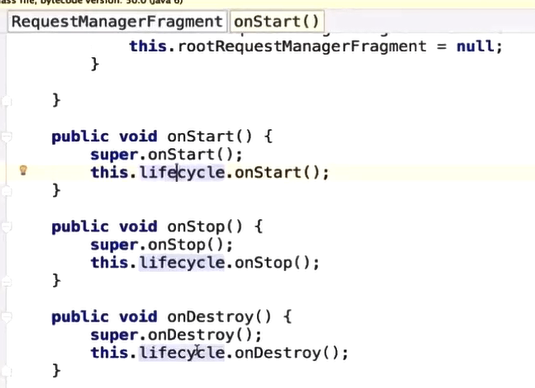 class file, bytecode version: 50.0 (Java 6)
RequestManagerFragment onStart()
this.rootRequestManagerFragment = null;
}
}
public void onStart() {
super.onStart();
this.lifecycle.onStart();
}
public void onStop() {
super.onStop();
this.lifecycle.onStop();
}
public void onDestroy() {
super.onDestroy();
this.lifecycle.onDestroy();
}